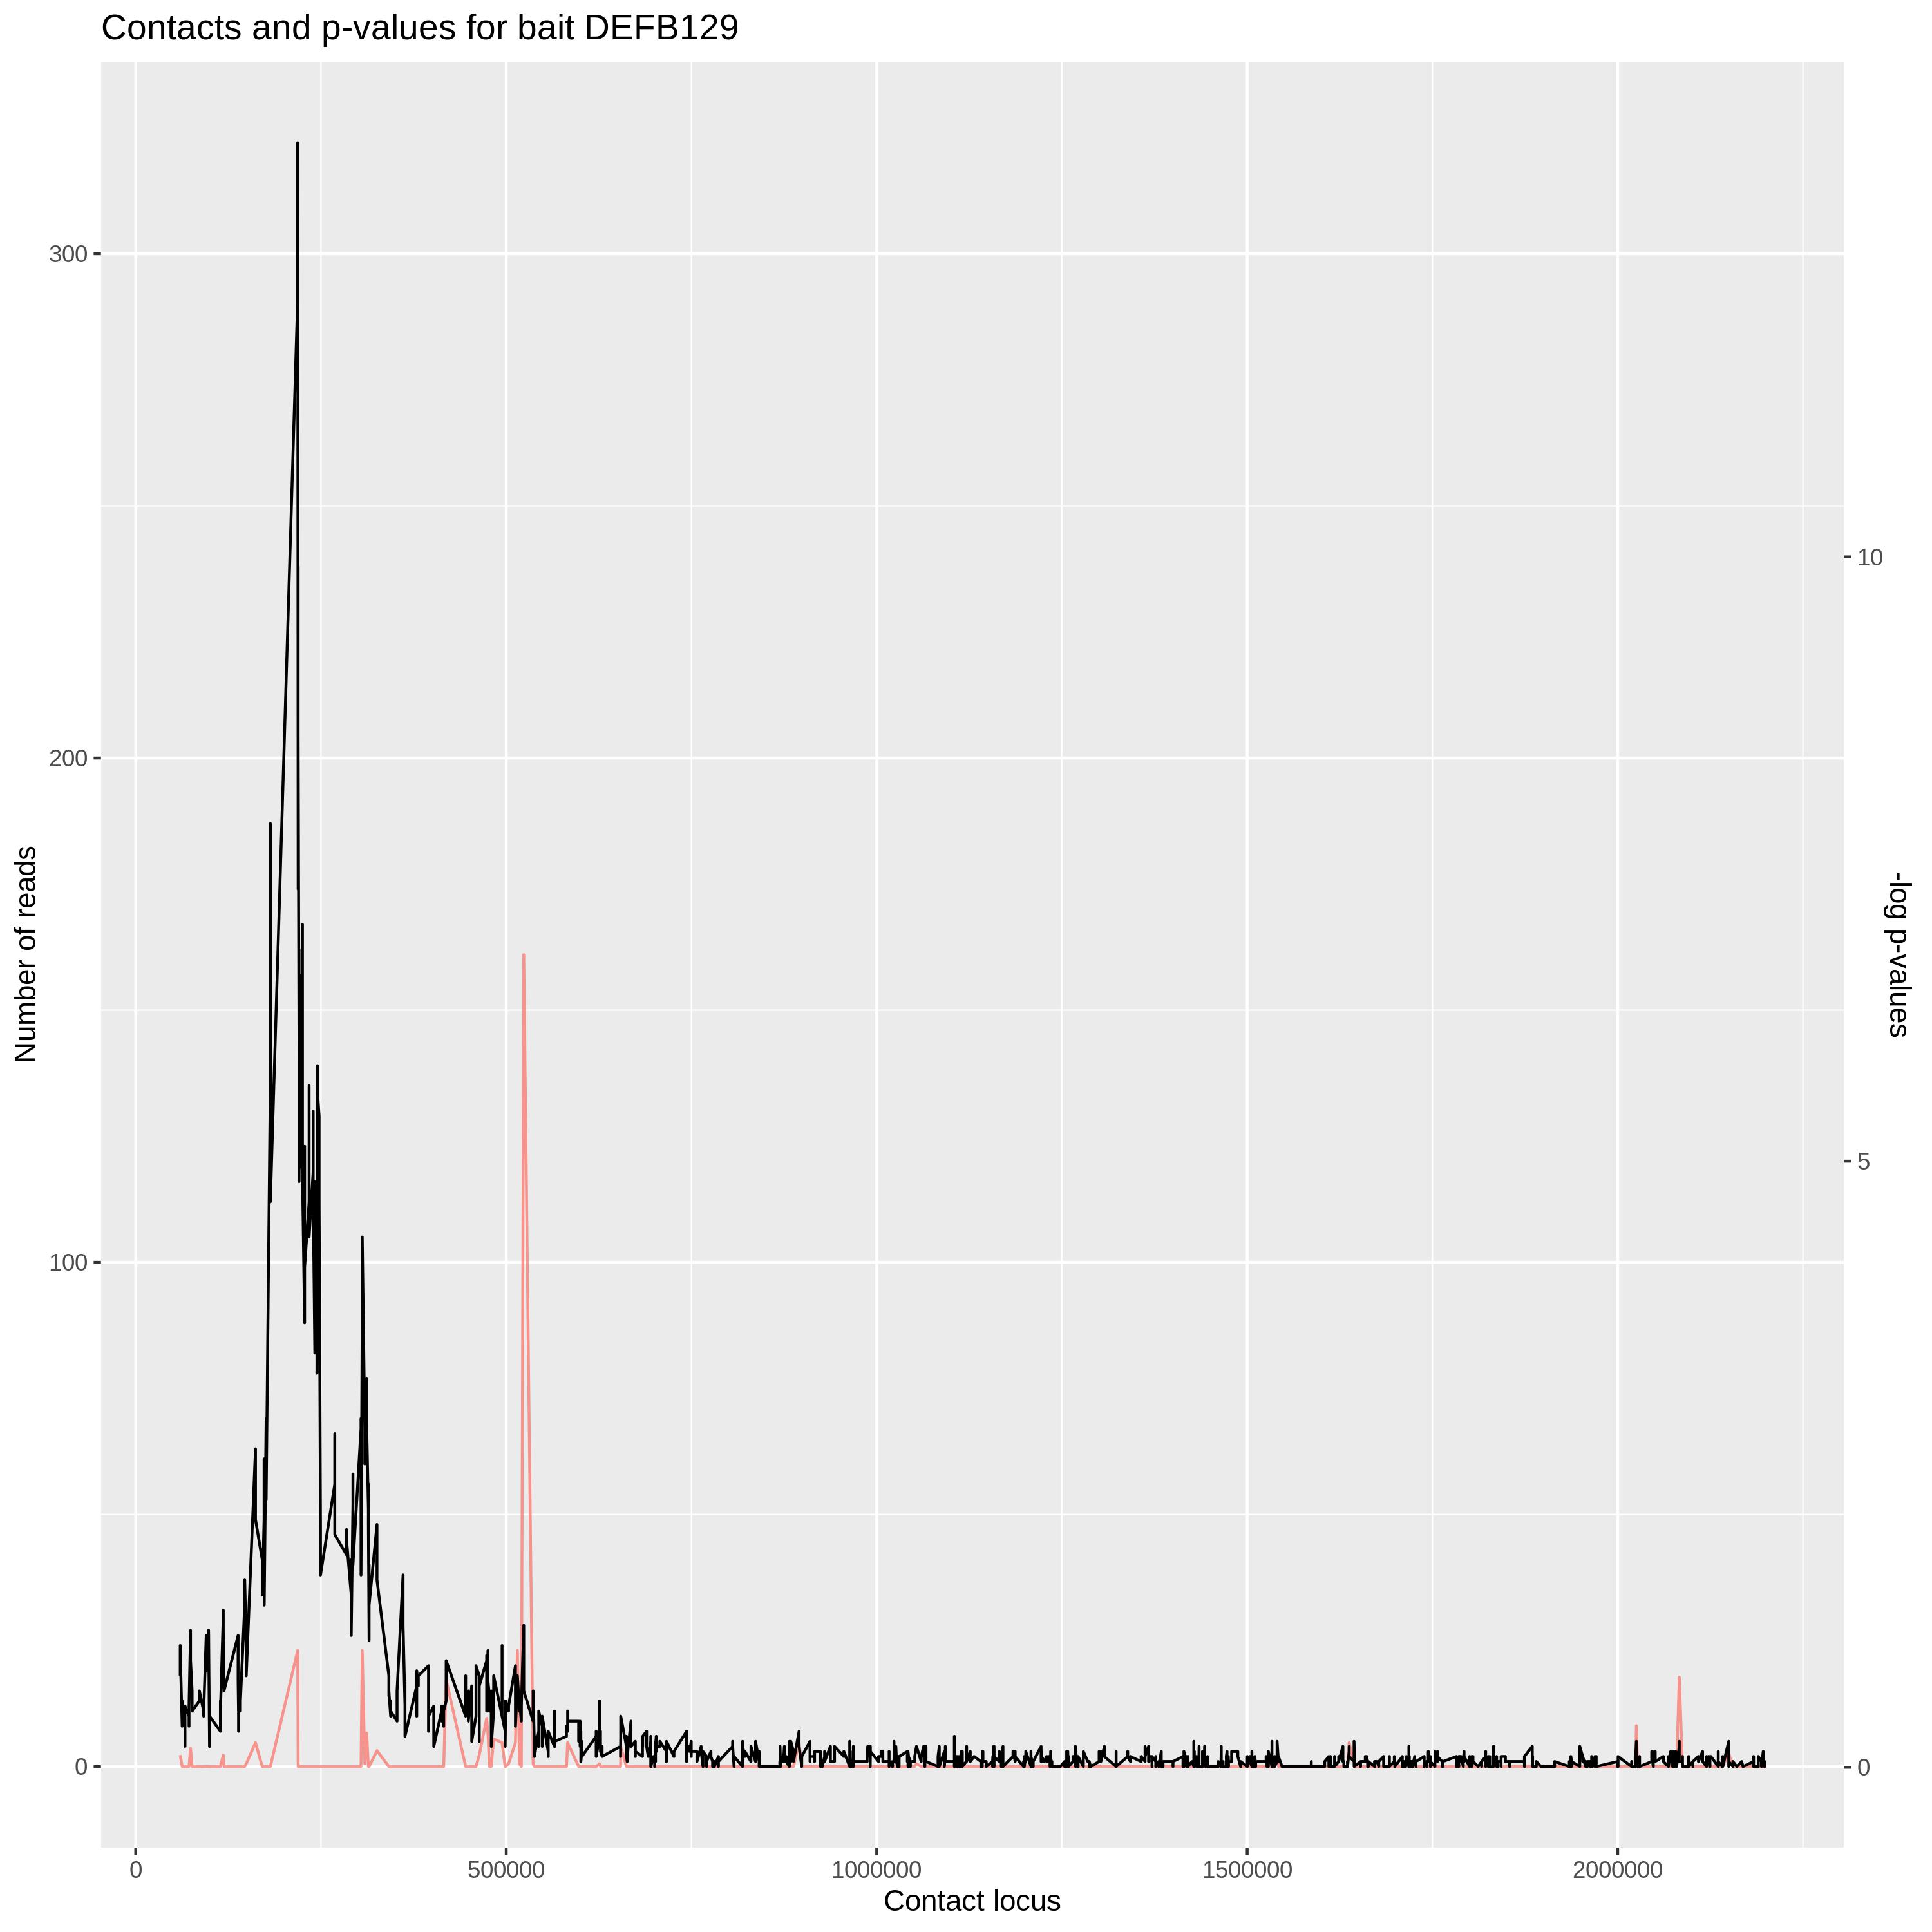 Contacts and p-values for bait DEFB129
300
200
100
0
10
5
0
Number of reads
-log p-values
0 500000 1000000 1500000 2000000
Contact locus